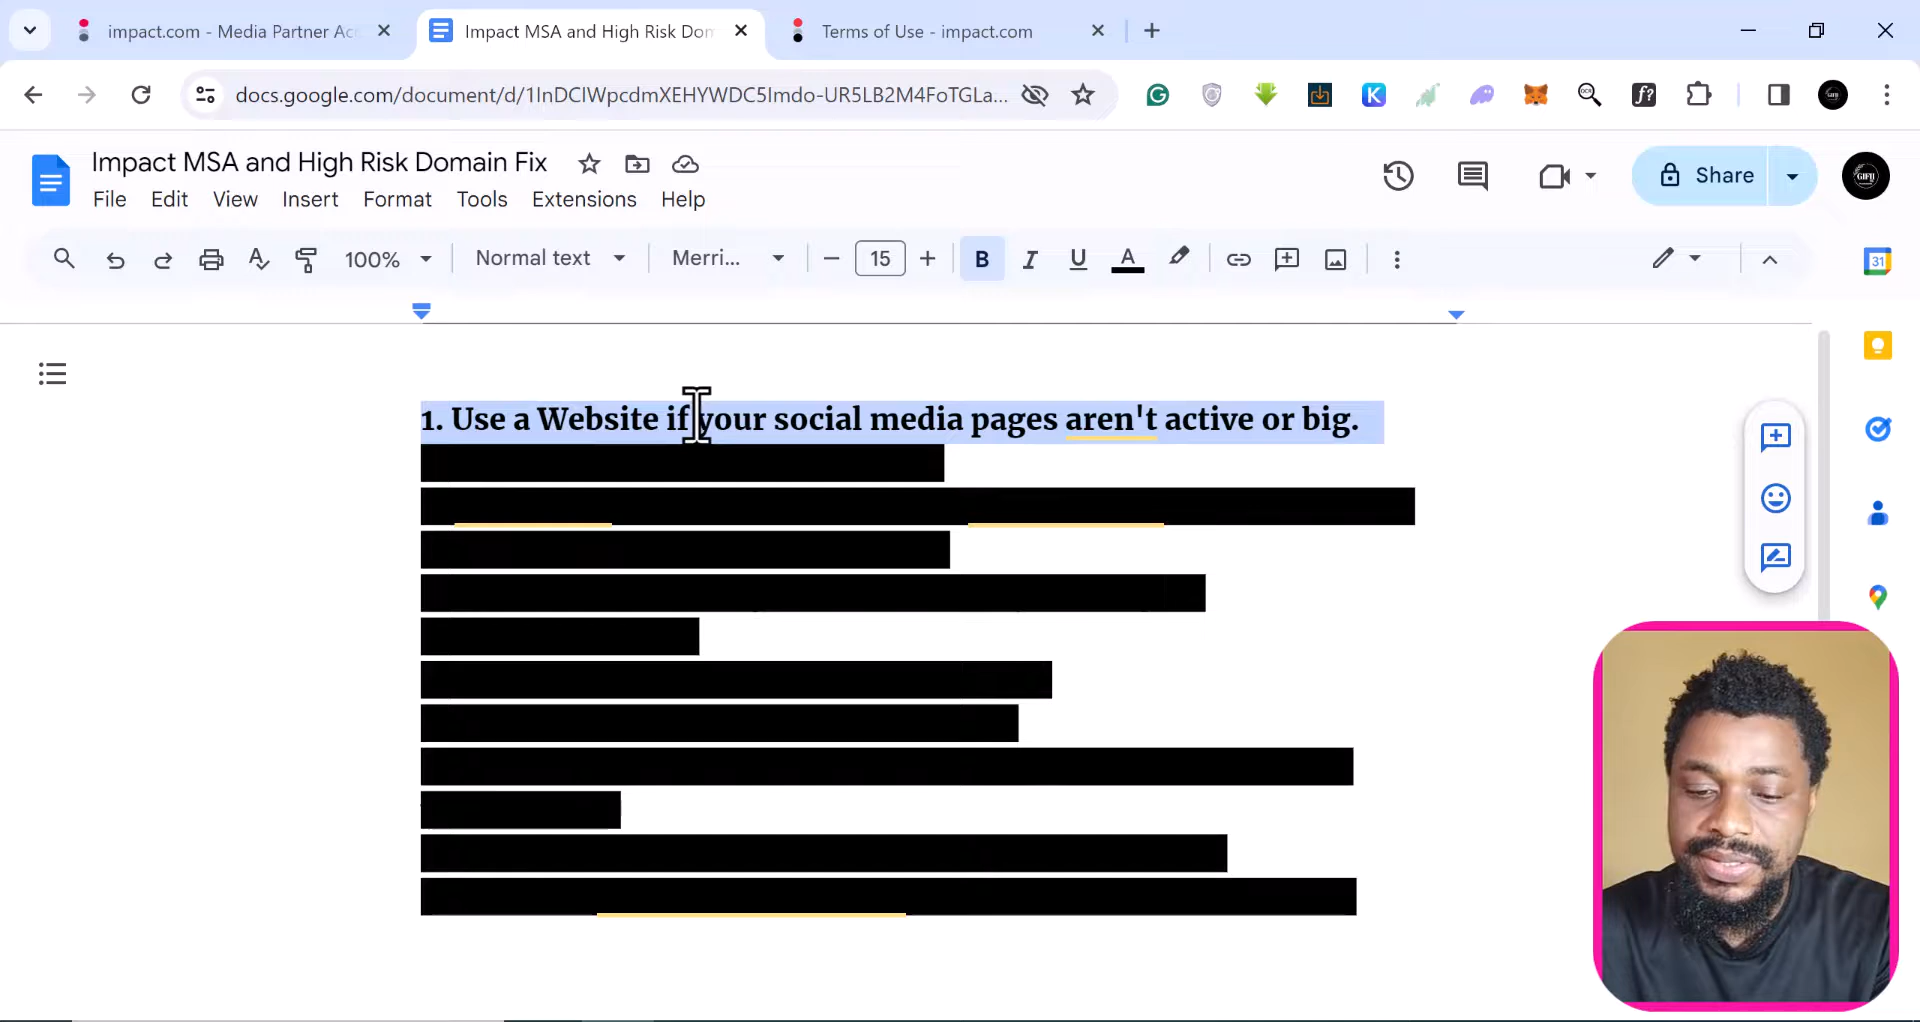 impact.com - Media Partner Ac
Impact MSA and High Risk Don
Terms of Use - impact.com
docs.google.com/document/d/1InDCIWpcdmXEHYWDC5Imdo-UR5LB2M4FoTGLa...
Impact MSA and High Risk Domain Fix
Share
File Edit View Insert Format Tools Extensions Help
100% Normal text Merri... 15 B I U A
31
1. Use a Website if your social media pages aren't active or big.